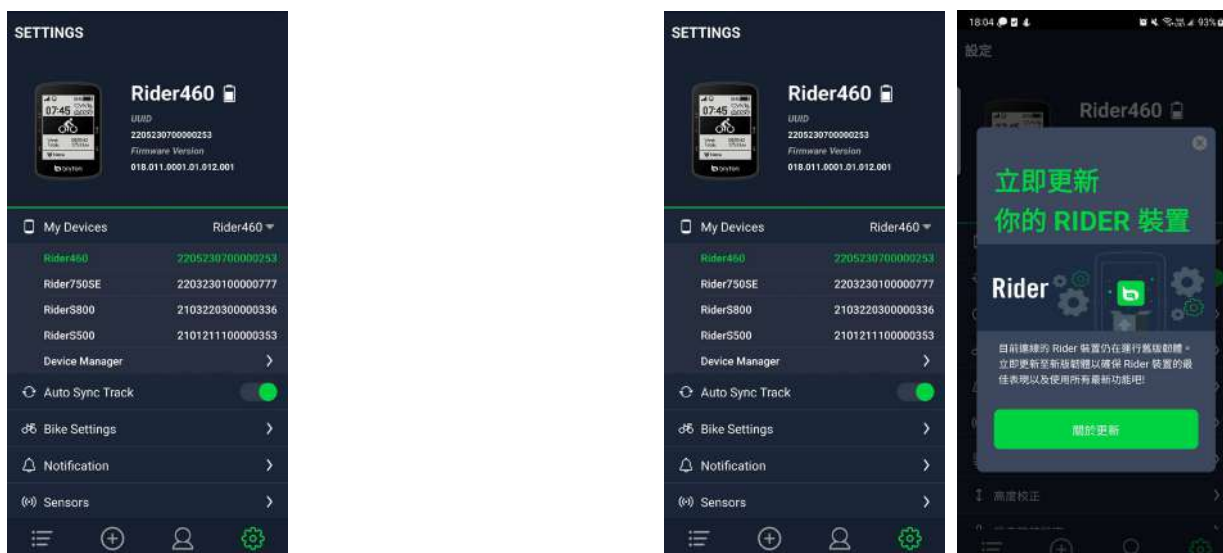 SETTINGS
Rider460
UUID
2205230700000253
Firmware Version
018.011.0001.01.012.001
07:45
bryton
My Devices
Rider460
Rider460 2205230700000253
Rider750SE 2203230100000777
RiderS800 2103220300000336
RiderS500 2101211100000353
Device Manager
Auto Sync Track
Bike Settings
Notification
Sensors
SETTINGS
Rider460
UUID
2205230700000253
Firmware Version
018.011.0001.01.012.001
07:45
bryton
My Devices
Rider460
Rider460 2205230700000253
Rider750SE 2203230100000777
RiderS800 2103220300000336
RiderS500 2101211100000353
Device Manager
Auto Sync Track
Bike Settings
Notification
Sensors
18:04 93%
設定
Rider460
立即更新
你的 RIDER 裝置
Rider
目前連線的 Rider 裝置仍在運行舊版韌體。
立即更新至新版韌體以確保 Rider 裝置的最
佳表現以及使用所有最新功能吧!
關於更新
高度校正